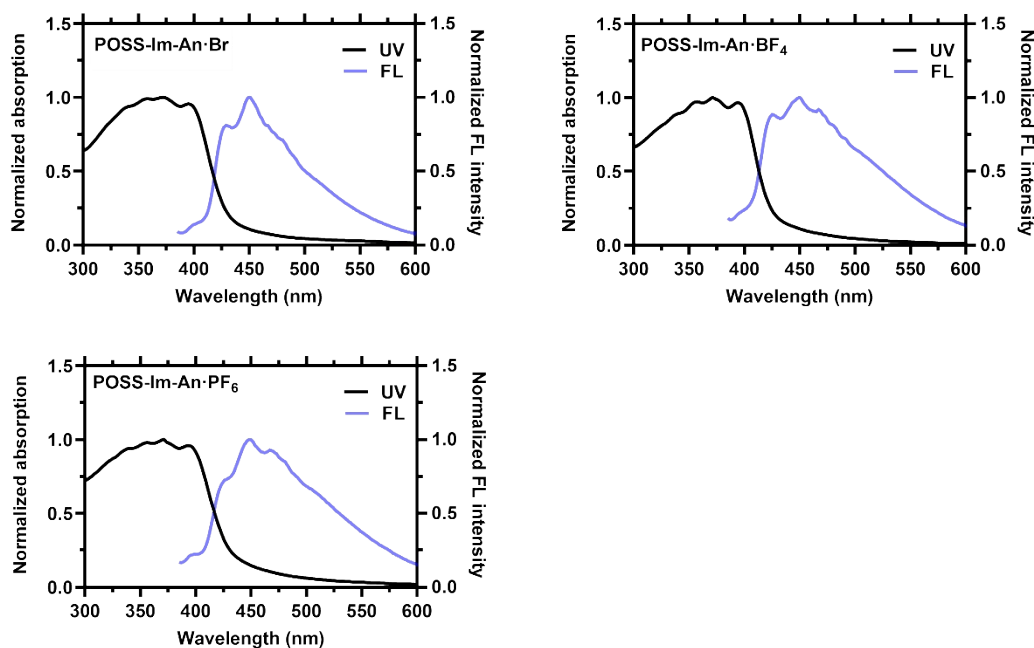 POSS-Im-An·Br
UV
FL
Normalized absorption
Normalized FL intensity
1.5
1.0
0.5
0.0
1.5
1.0
0.5
0.0
300 350 400 450 500 550 600
Wavelength (nm)
POSS-Im-An·BF₄
UV
FL
Normalized absorption
Normalized FL intensity
1.5
1.0
0.5
0.0
1.5
1.0
0.5
0.0
300 350 400 450 500 550 600
Wavelength (nm)
POSS-Im-An·PF₆
UV
FL
Normalized absorption
Normalized FL intensity
1.5
1.0
0.5
0.0
1.5
1.0
0.5
0.0
300 350 400 450 500 550 600
Wavelength (nm)